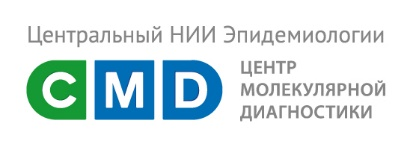 Центральный НИИ Эпидемиологии
CMD
ЦЕНТР
МОЛЕКУЛЯРНОЙ
ДИАГНОСТИКИ